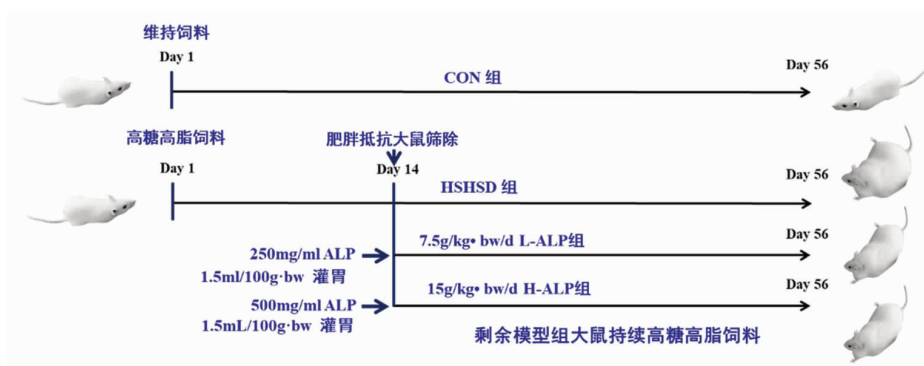 维持饲料
Day 1
CON 组
Day 56
高糖高脂饲料
肥胖抵抗大鼠筛除
Day 1
Day 14
HSHSD 组
Day 56
250mg/ml ALP
7.5g/kg• bw/d L-ALP组
Day 56
1.5ml/100g·bw 灌胃
500mg/ml ALP
15g/kg• bw/d H-ALP组
Day 56
1.5mL/100g·bw 灌胃
剩余模型组大鼠持续高糖高脂饲料